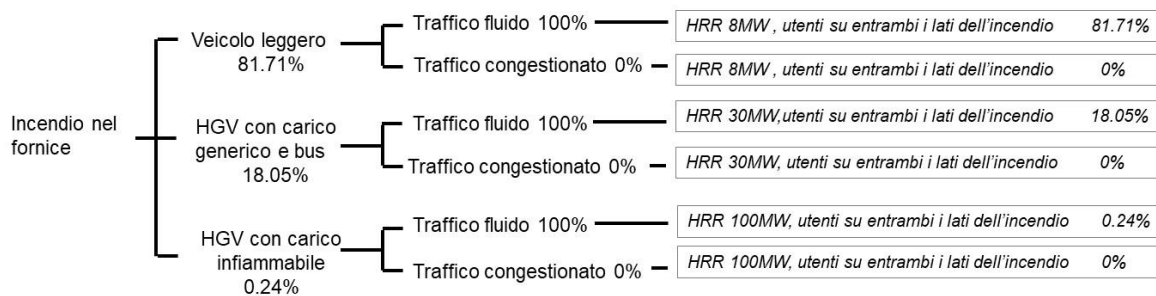 Incendio nel
fornice
Veicolo leggero
81.71%
Traffico fluido 100%
HRR 8MW , utenti su entrambi i lati dell'incendio 81.71%
Traffico congestionato 0%
HRR 8MW , utenti su entrambi i lati dell'incendio 0%
HGV con carico
generico e bus
18.05%
Traffico fluido 100%
HRR 30MW,utenti su entrambi i lati dell'incendio 18.05%
Traffico congestionato 0%
HRR 30MW, utenti su entrambi i lati dell'incendio 0%
HGV con carico
infiammabile
0.24%
Traffico fluido 100%
HRR 100MW, utenti su entrambi i lati dell'incendio 0.24%
Traffico congestionato 0%
HRR 100MW, utenti su entrambi i lati dell'incendio 0%